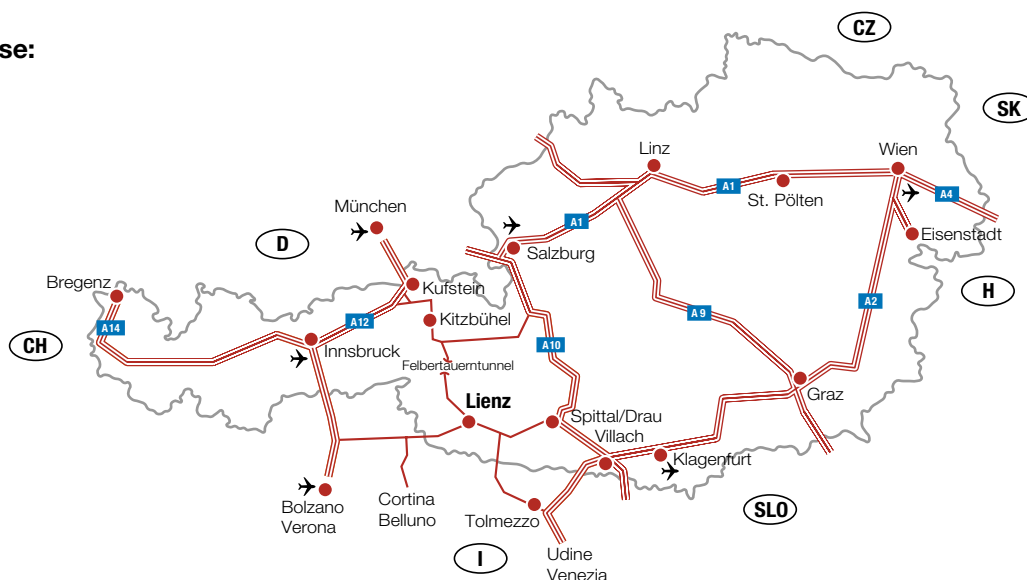 se:
CZ
SK
Linz
Wien
A1
A4
St. Pölten
München
A1
Eisenstadt
D
Salzburg
Bregenz
Kufstein
H
A2
A14
A12
Kitzbühel
A9
CH
Innsbruck
A10
Felbertauerntunnel
Graz
Lienz
Spittal/Drau
Villach
Klagenfurt
Bolzano
Verona
Cortina
Belluno
Tolmezzo
SLO
I
Udine
Venezia